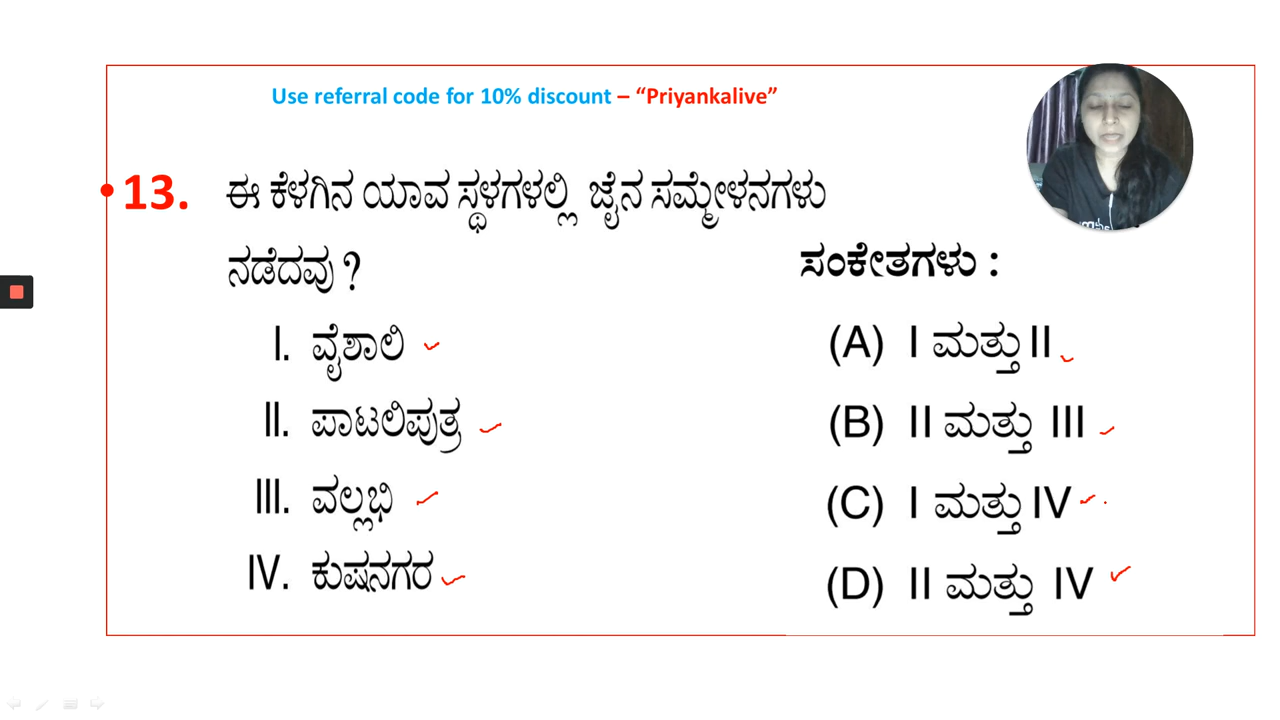 Use referral code for 10% discount – “Priyankalive”
• 13. ಈ ಕೆಳಗಿನ ಯಾವ ಸ್ಥಳಗಳಲ್ಲಿ ಜೈನ ಸಮ್ಮೇಳನಗಳು
ನಡೆದವು ?
I. ವೈಶಾಲಿ
II. ಪಾಟಲಿಪುತ್ರ
III. ವಲ್ಲಭಿ
IV. ಕುಷನಗರ
ಸಂಕೇತಗಳು :
(A) I ಮತ್ತು II
(B) II ಮತ್ತು III
(C) I ಮತ್ತು IV
(D) II ಮತ್ತು IV